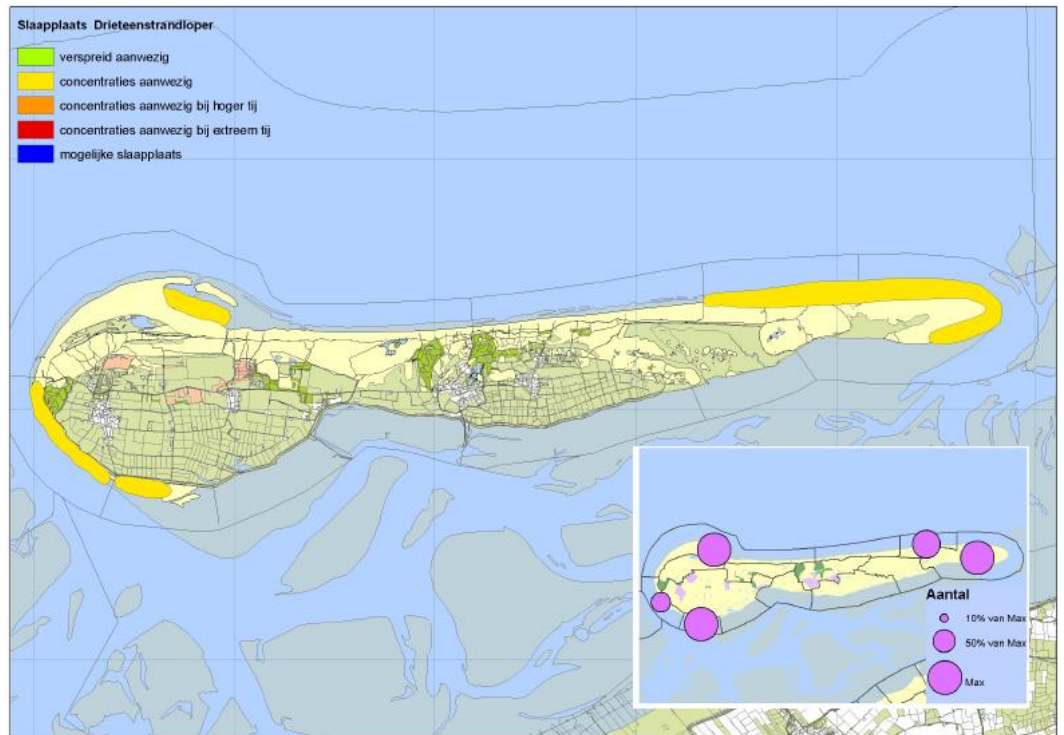 Slaapplaats Drieteenstrandloper
verspreid aanwezig
concentraties aanwezig
concentraties aanwezig bij hoger tij
concentraties aanwezig bij extreem tij
mogelijke slaapplaats
Aantal
10% van Max
50% van Max
Max